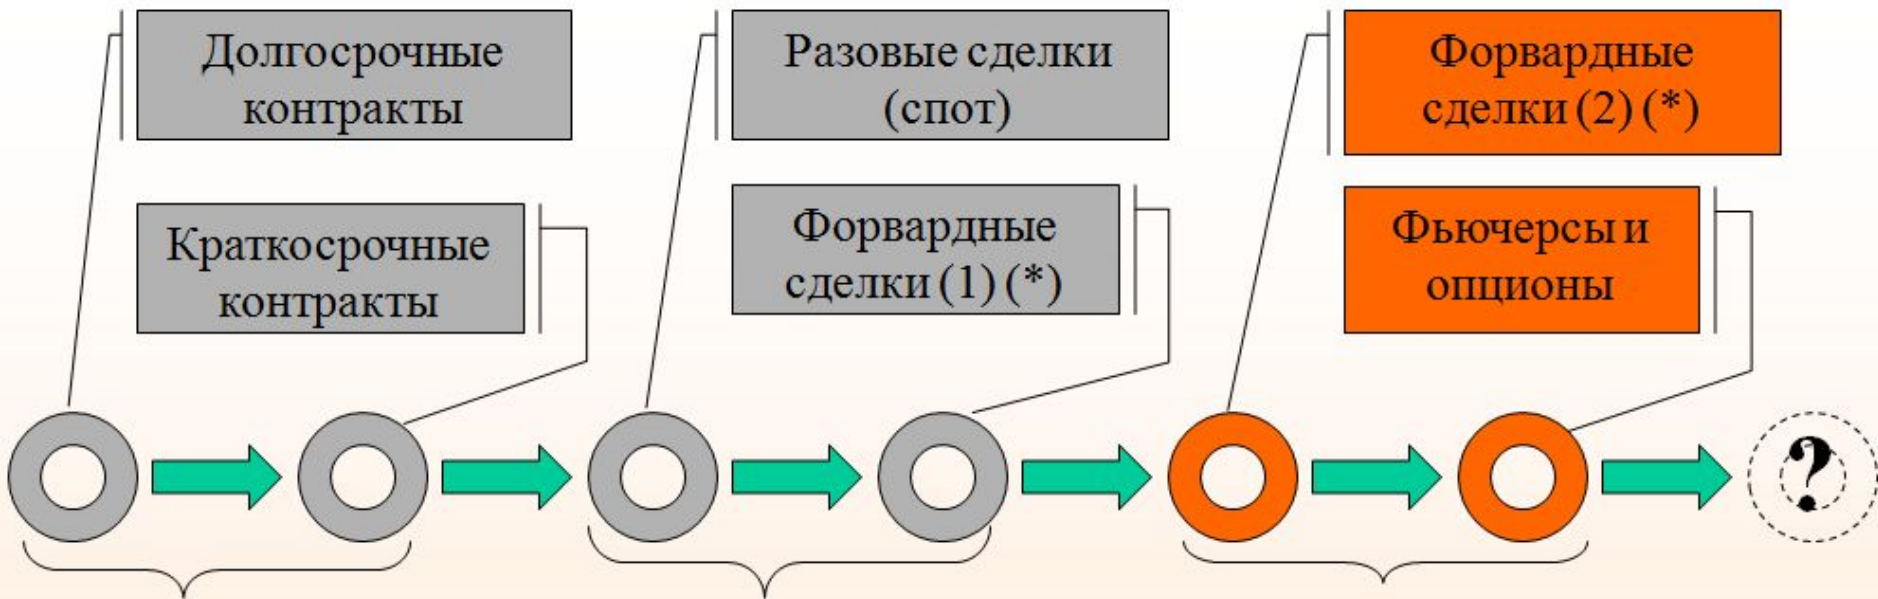 Долгосрочные
контракты
Краткосрочные
контракты
Разовые сделки
(спот)
Форвардные
сделки (1) (*)
Форвардные
сделки (2) (*)
Фьючерсы и
опционы
?